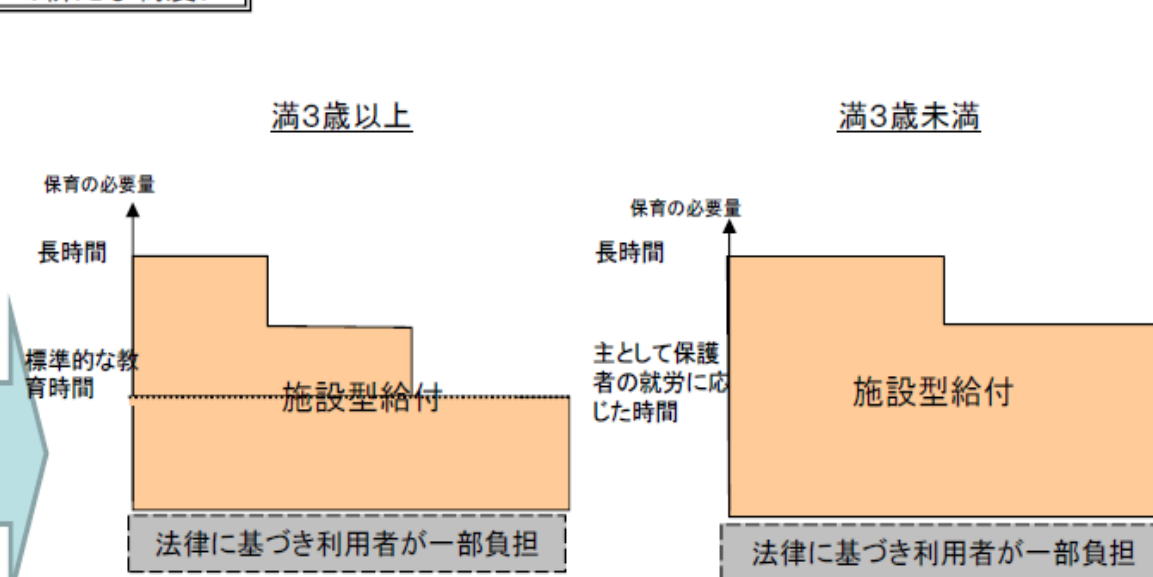 満3歳以上
保育の必要量
長時間
標準的な教
育時間
施設型給付
法律に基づき利用者が一部負担
満3歳未満
保育の必要量
長時間
主として保護
者の就労に応
じた時間
施設型給付
法律に基づき利用者が一部負担